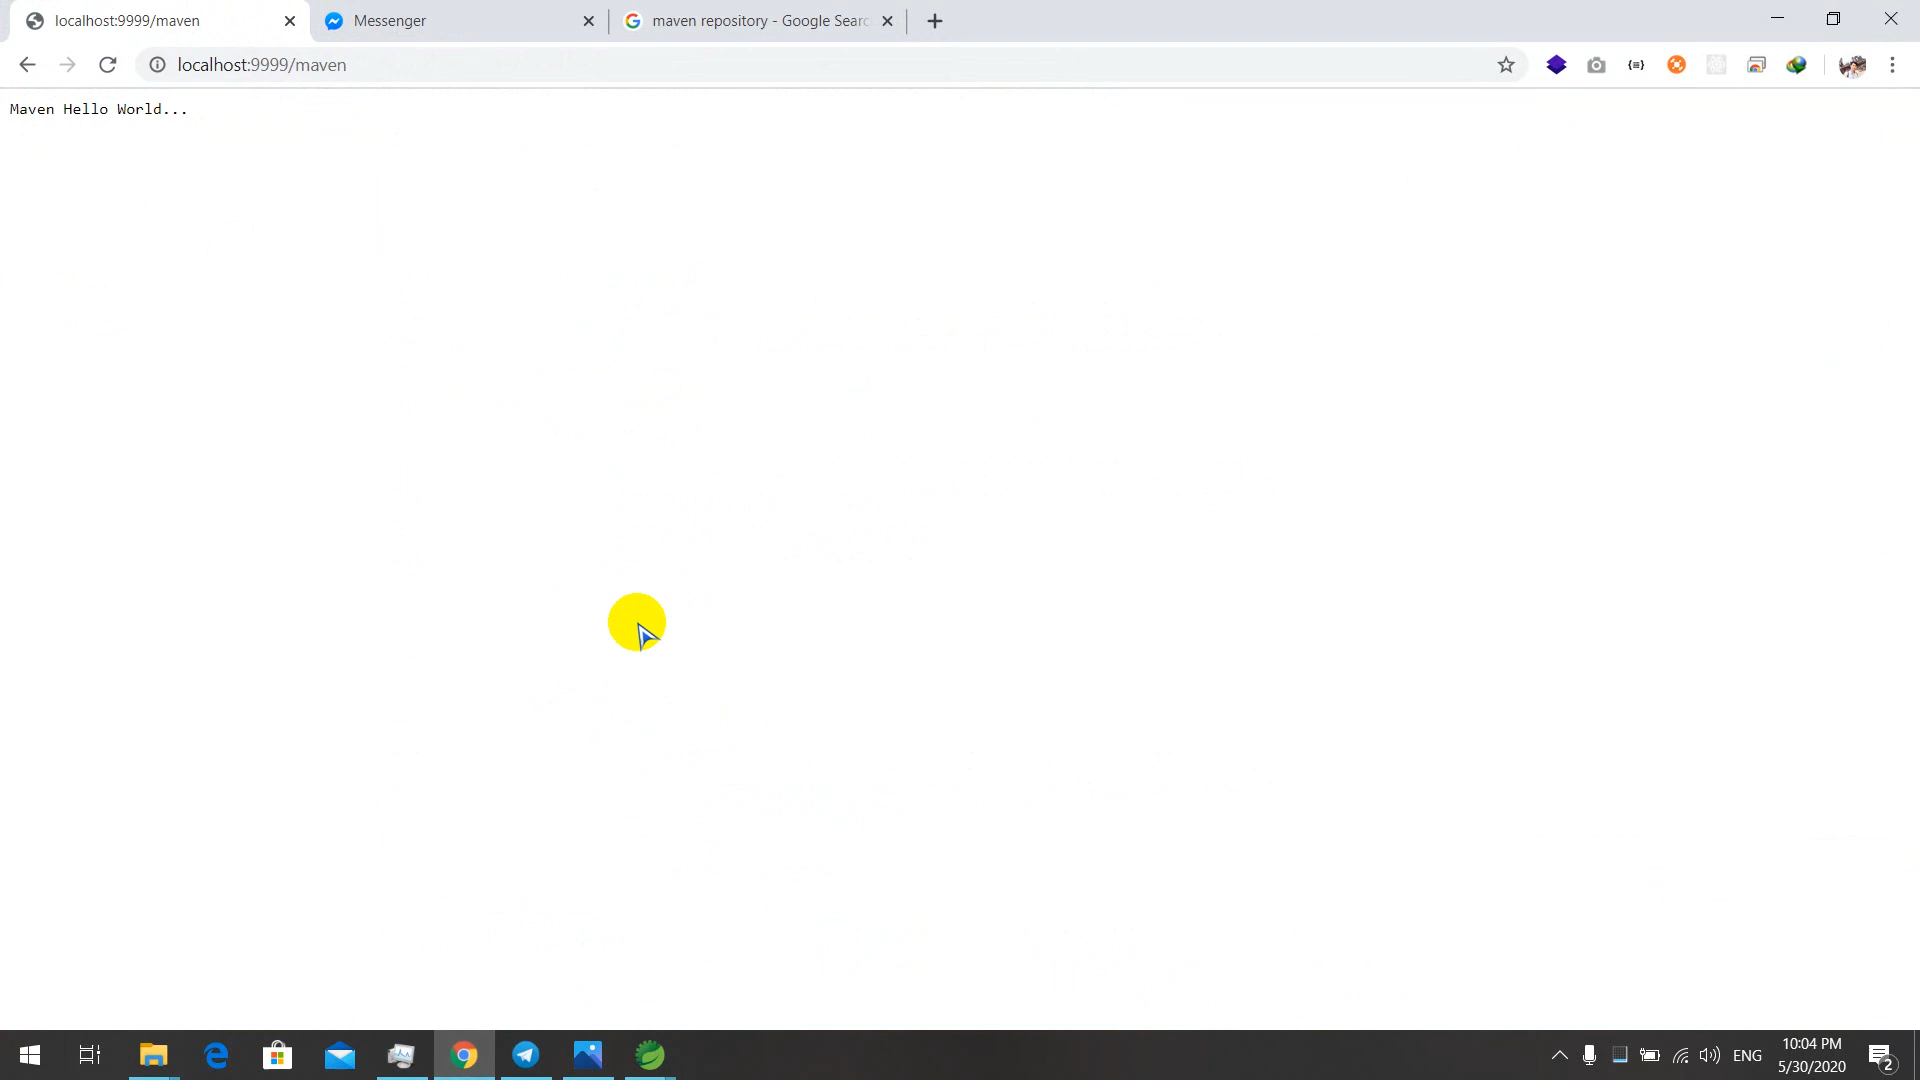 localhost:9999/maven
Messenger
maven repository - Google Searc
localhost:9999/maven
Maven Hello World...
ENG
10:04 PM
5/30/2020
2